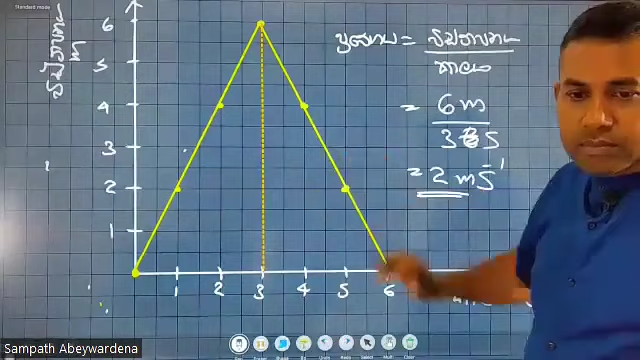 Standard mode
විස්ථාපනය
6
5
4
3
2
1
1 2 3 4 5 6
ප්‍රවේගය = විස්ථාපනය
කාලය
= 6 m
3 s
= 2 m s⁻¹
Sampath Abeywardena